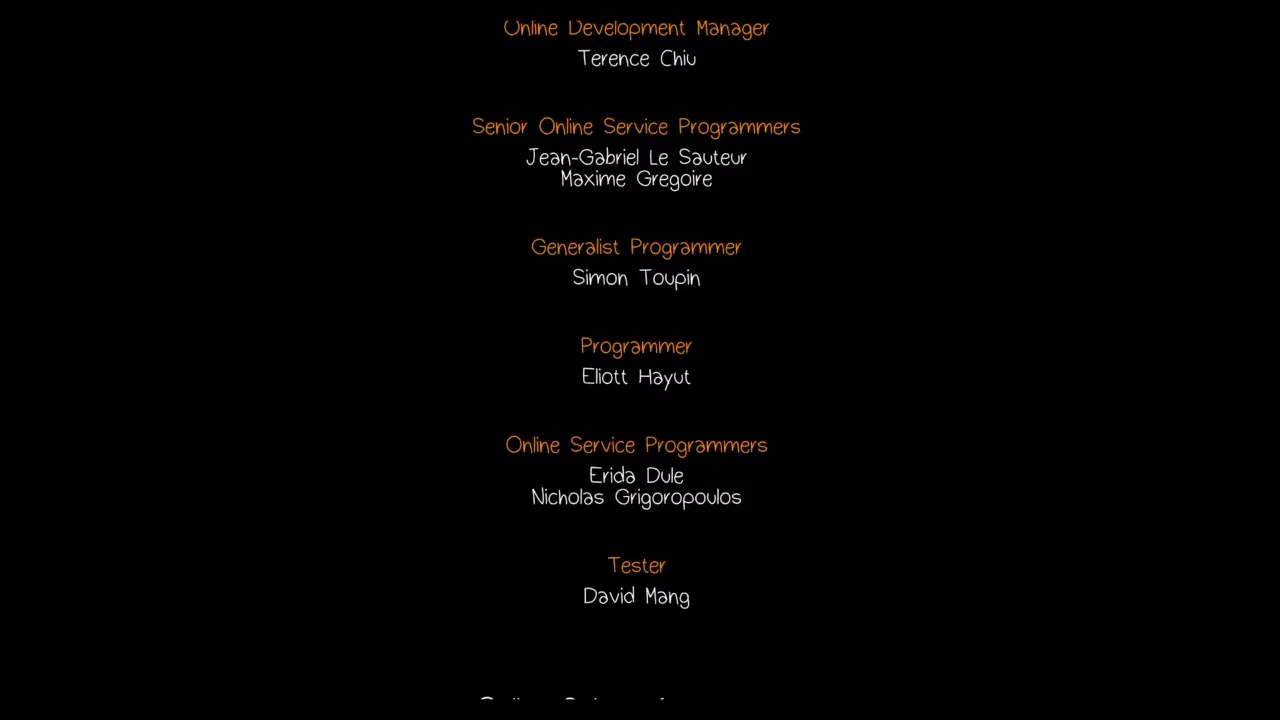 Online Development Manager
Terence Chiu
Senior Online Service Programmers
Jean-Gabriel Le Sauteur
Maxime Gregoire
Generalist Programmer
Simon Toupin
Programmer
Eliott Hayut
Online Service Programmers
Erida Dule
Nicholas Grigoropoulos
Tester
David Mang